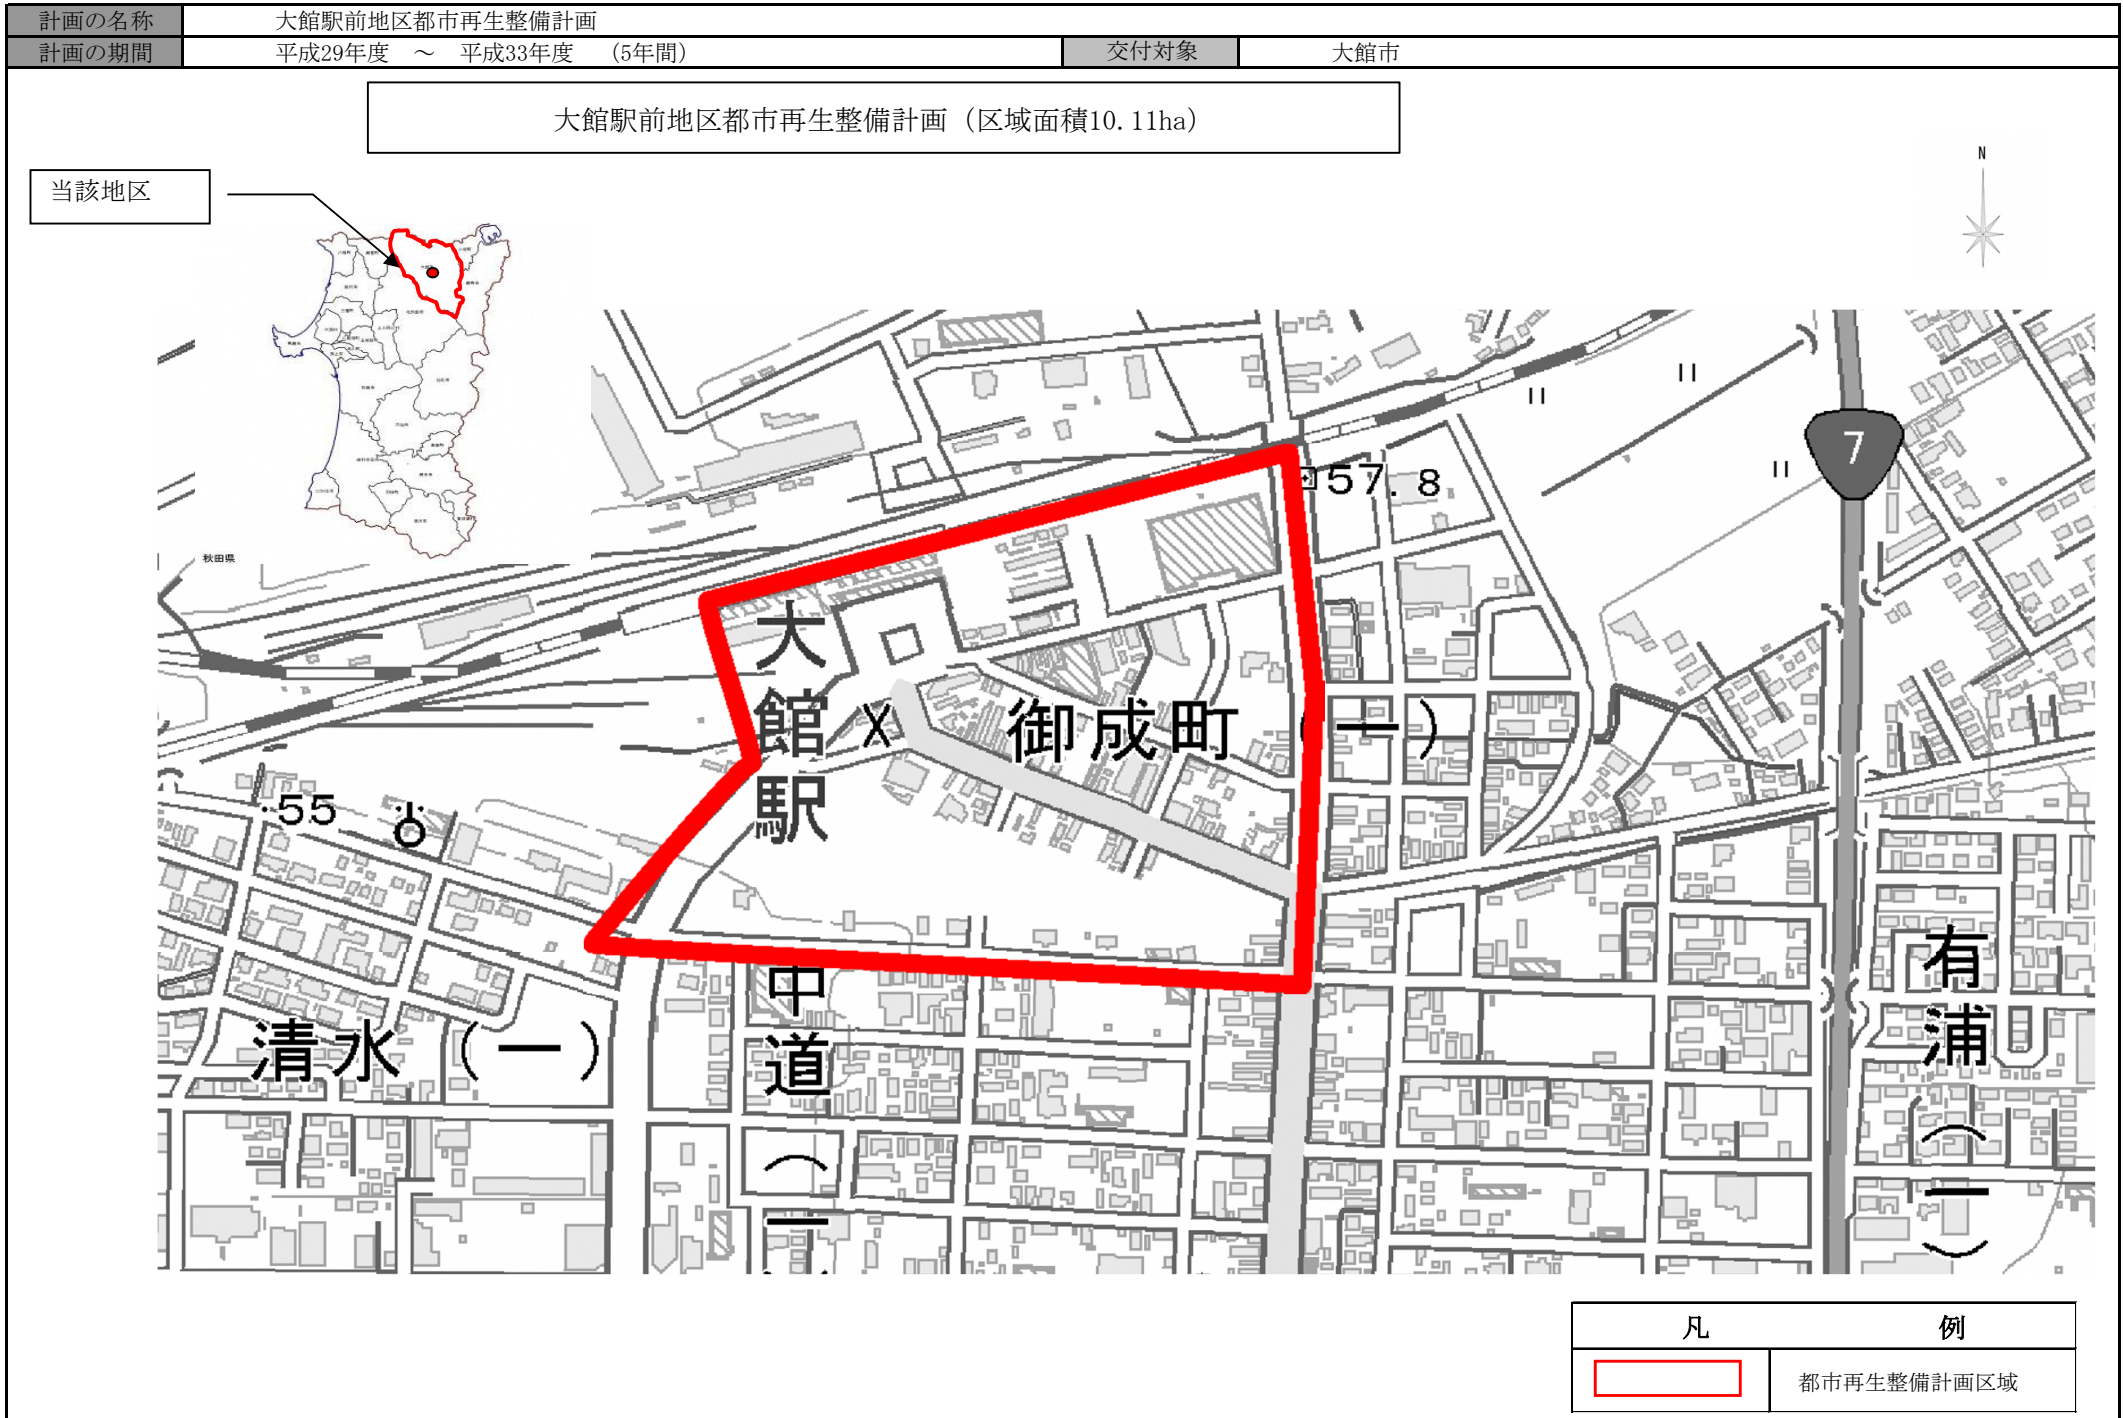 計画の名称 大館駅前地区都市再生整備計画
計画の期間 平成29年度 ～ 平成33年度 (5年間) 交付対象 大館市
大館駅前地区都市再生整備計画（区域面積10.11ha）
当該地区
N
秋田県
7
57.8
大館駅
御成町（一）
55
清水（一）
中道（一）
有浦（一）
凡例
都市再生整備計画区域